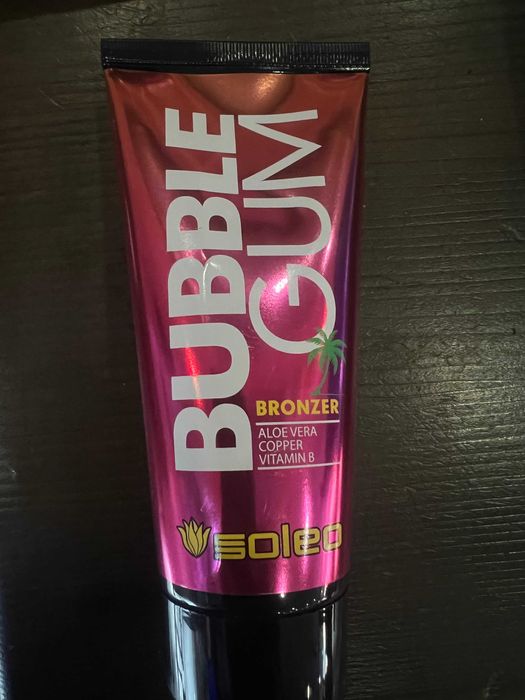 BUBBLE
GUM
BRONZER
ALOE VERA
COPPER
VITAMIN B
soleo